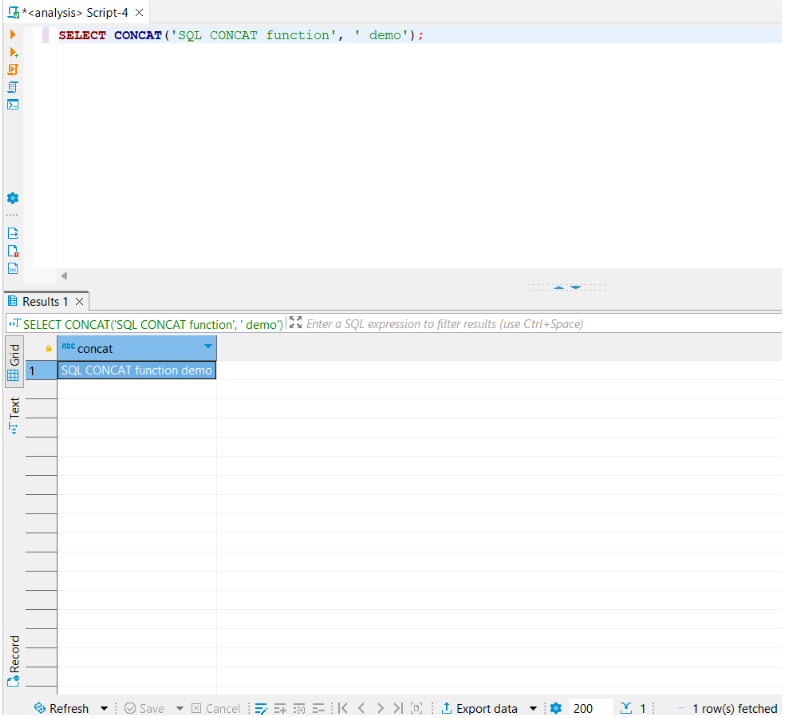 *<analysis> Script-4
SELECT CONCAT('SQL CONCAT function', ' demo');
Results 1
SELECT CONCAT('SQL CONCAT function', ' demo')
Enter a SQL expression to filter results (use Ctrl+Space)
Grid
ABC concat
1 SQL CONCAT function demo
Text
Record
Refresh Save Cancel Export data 200 1 1 row(s) fetched